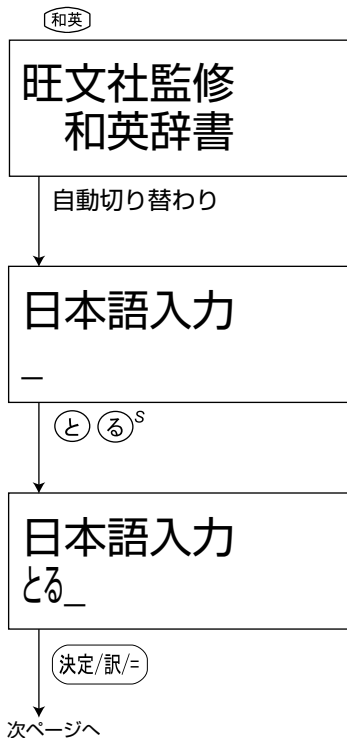 和英
旺文社監修
和英辞書
自動切り替わり
日本語入力
_
と る S
日本語入力
とる_
決定/訳/=
次ページへ